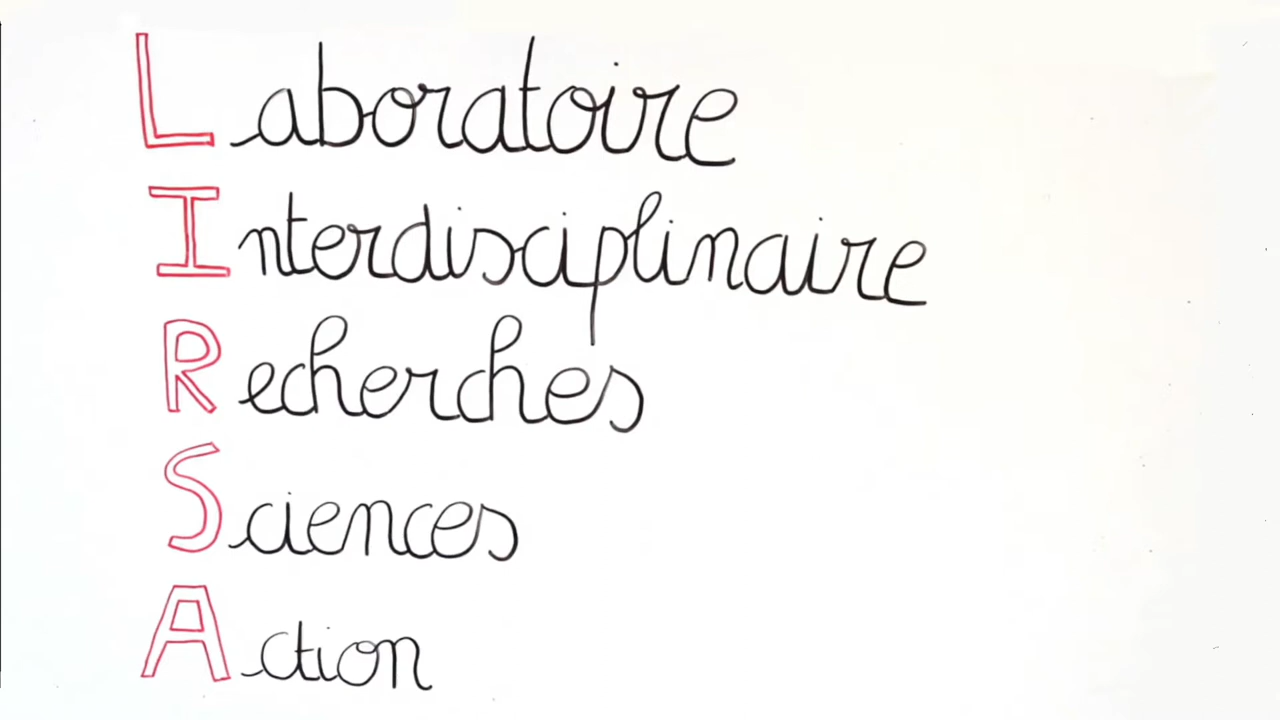 Laboratoire
Interdisciplinaire
Recherches
Sciences
Action